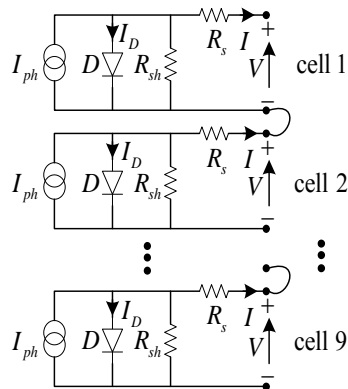 I_D R_s I +
I_ph D R_sh V cell 1
−
I_D R_s I +
I_ph D R_sh V cell 2
−
I_D R_s I +
I_ph D R_sh V cell 9
−